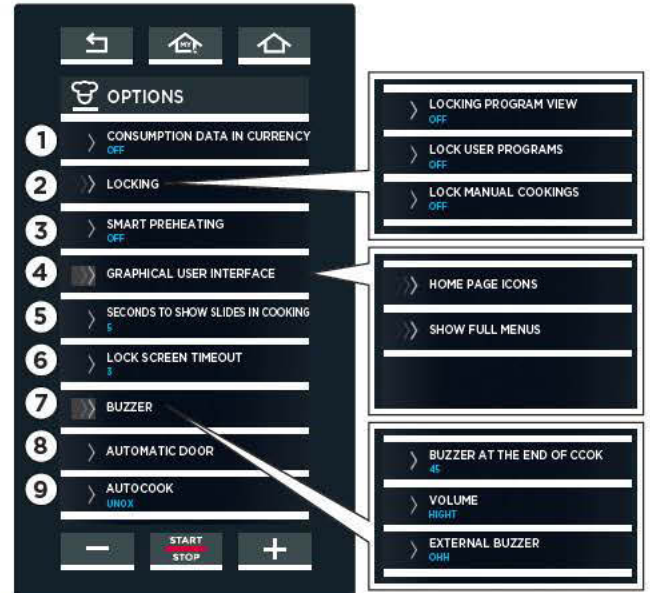 MY
OPTIONS
1
CONSUMPTION DATA IN CURRENCY
OFF
2
LOCKING
3
SMART PREHEATING
OFF
4
GRAPHICAL USER INTERFACE
5
SECONDS TO SHOW SLIDES IN COOKING
5
6
LOCK SCREEN TIMEOUT
3
7
BUZZER
8
AUTOMATIC DOOR
9
AUTOCOOK
UNOX
START
STOP
LOCKING PROGRAM VIEW
OFF
LOCK USER PROGRAMS
OFF
LOCK MANUAL COOKINGS
OFF
HOME PAGE ICONS
SHOW FULL MENUS
BUZZER AT THE END OF CCOK
45
VOLUME
HIGHT
EXTERNAL BUZZER
OHH